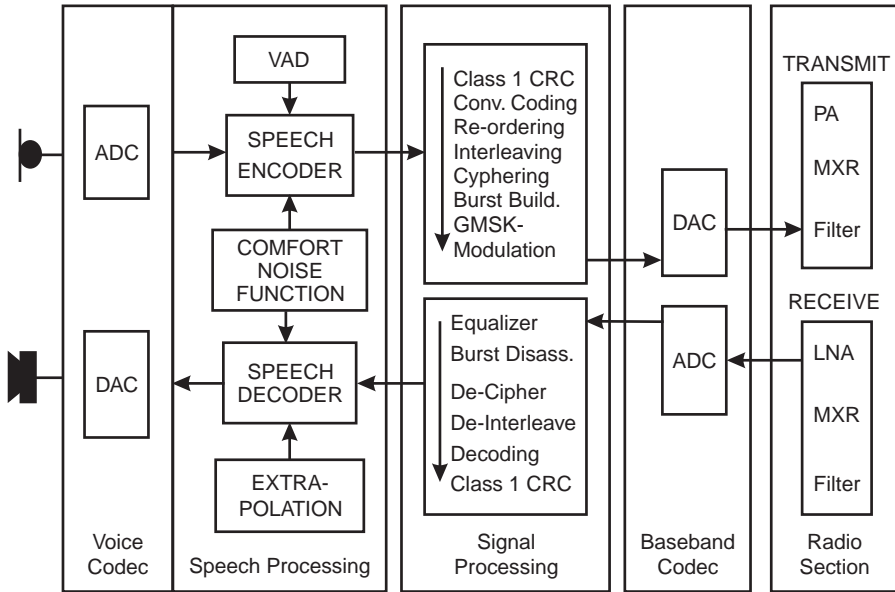 VAD
ADC
SPEECH
ENCODER
COMFORT
NOISE
FUNCTION
DAC
SPEECH
DECODER
EXTRA-
POLATION
Class 1 CRC
Conv. Coding
Re-ordering
Interleaving
Cyphering
Burst Build.
GMSK-
Modulation
Equalizer
Burst Disass.
De-Cipher
De-Interleave
Decoding
Class 1 CRC
DAC
ADC
TRANSMIT
PA
MXR
Filter
RECEIVE
LNA
MXR
Filter
Voice
Codec
Speech Processing
Signal
Processing
Baseband
Codec
Radio
Section